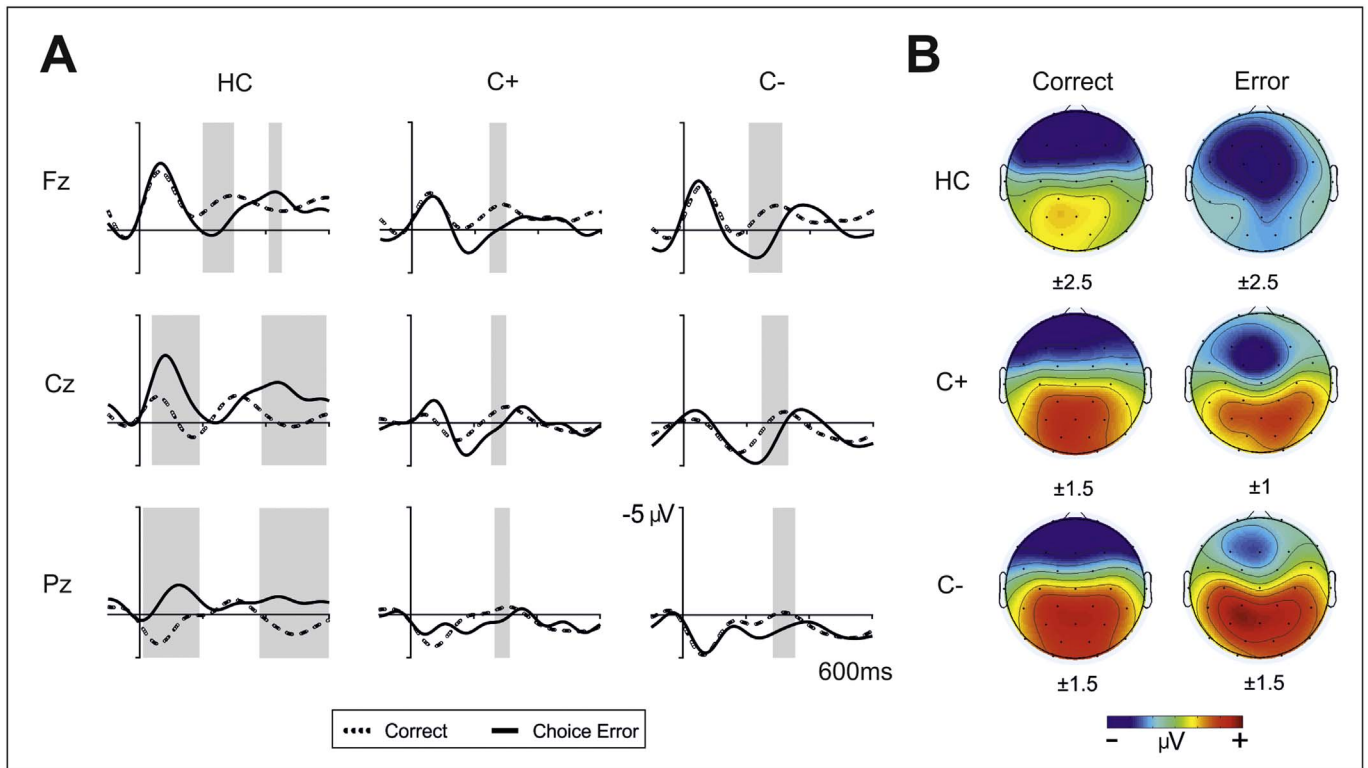 A
B
HC
C+
C-
Correct
Error
Fz
HC
±2.5
±2.5
Cz
C+
±1.5
±1
-5 µV
Pz
C-
600ms
±1.5
±1.5
Correct
Choice Error
- µV +